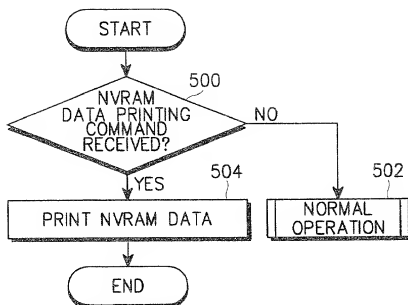 START
500
NVRAM
DATA PRINTING
COMMAND
RECEIVED?
NO
YES
504
502
PRINT NVRAM DATA
NORMAL
OPERATION
END